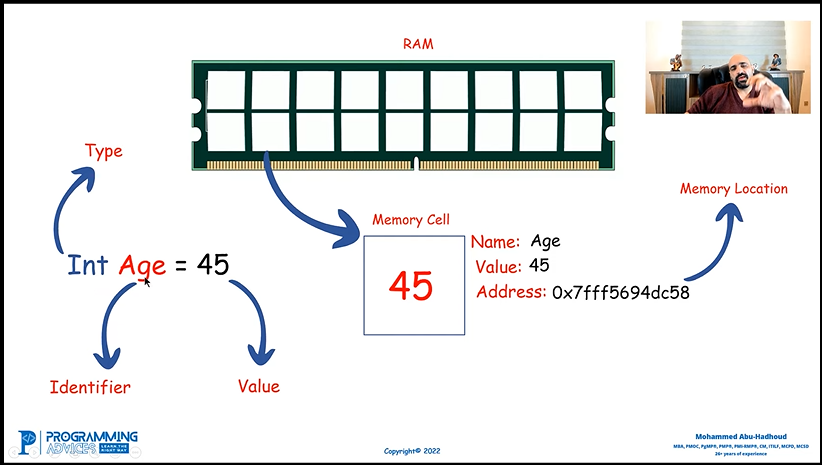 RAM
Type
Memory Location
Memory Cell
Int Age = 45
45
Name: Age
Value: 45
Address: 0x7fff5694dc58
Identifier
Value
PROGRAMMING
ADVICES
LEARN THE
RIGHT WAY
Copyright© 2022
Mohammed Abu-Hadhoud
MBA, PMOC, PgMP®, PMP®, PMI-RMP®, CM, ITILF, MCPD, MCSD
26+ years of experience